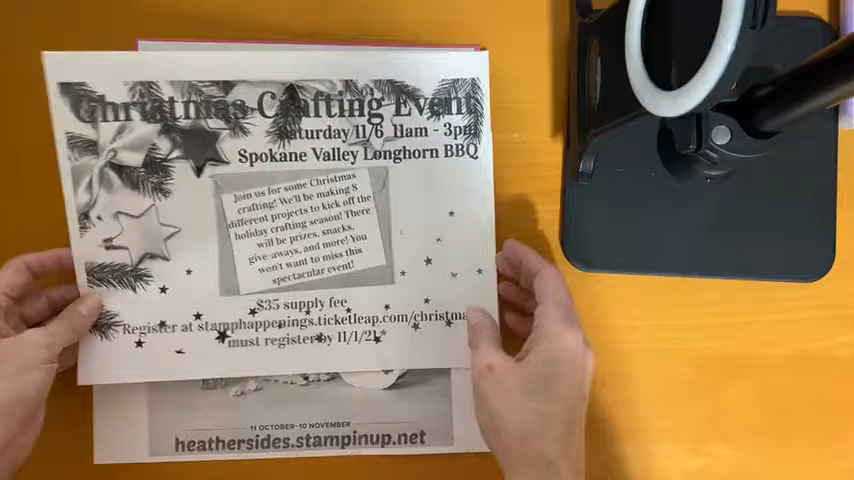 Christmas Crafting Event
Saturday 11/6 11am - 3pm
Spokane Valley Longhorn BBQ
Join us for some Christmas
crafting! We'll be making 8
different projects to kick off the
holiday crafting season! There
will be prizes, snacks,
give-aways, and more! You
won't want to miss this
spectacular event!
$35 supply fee
Register at stamphappenings.ticketleap.com/christma
*must register by 11/1/21*
11 OCTOBER–10 NOVEMBER
heathersides.stampinup.net